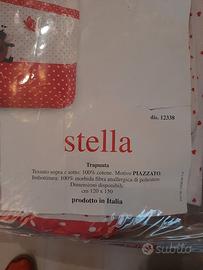 dis. 12338
stella
Trapunta
Tessuto sopra e sotto: 100% cotone. Motivo PIAZZATO
Imbottitura: 100% morbida fibra anallergica di poliestere
Dimensioni disponibili:
cm 120 x 150
prodotto in Italia
subito